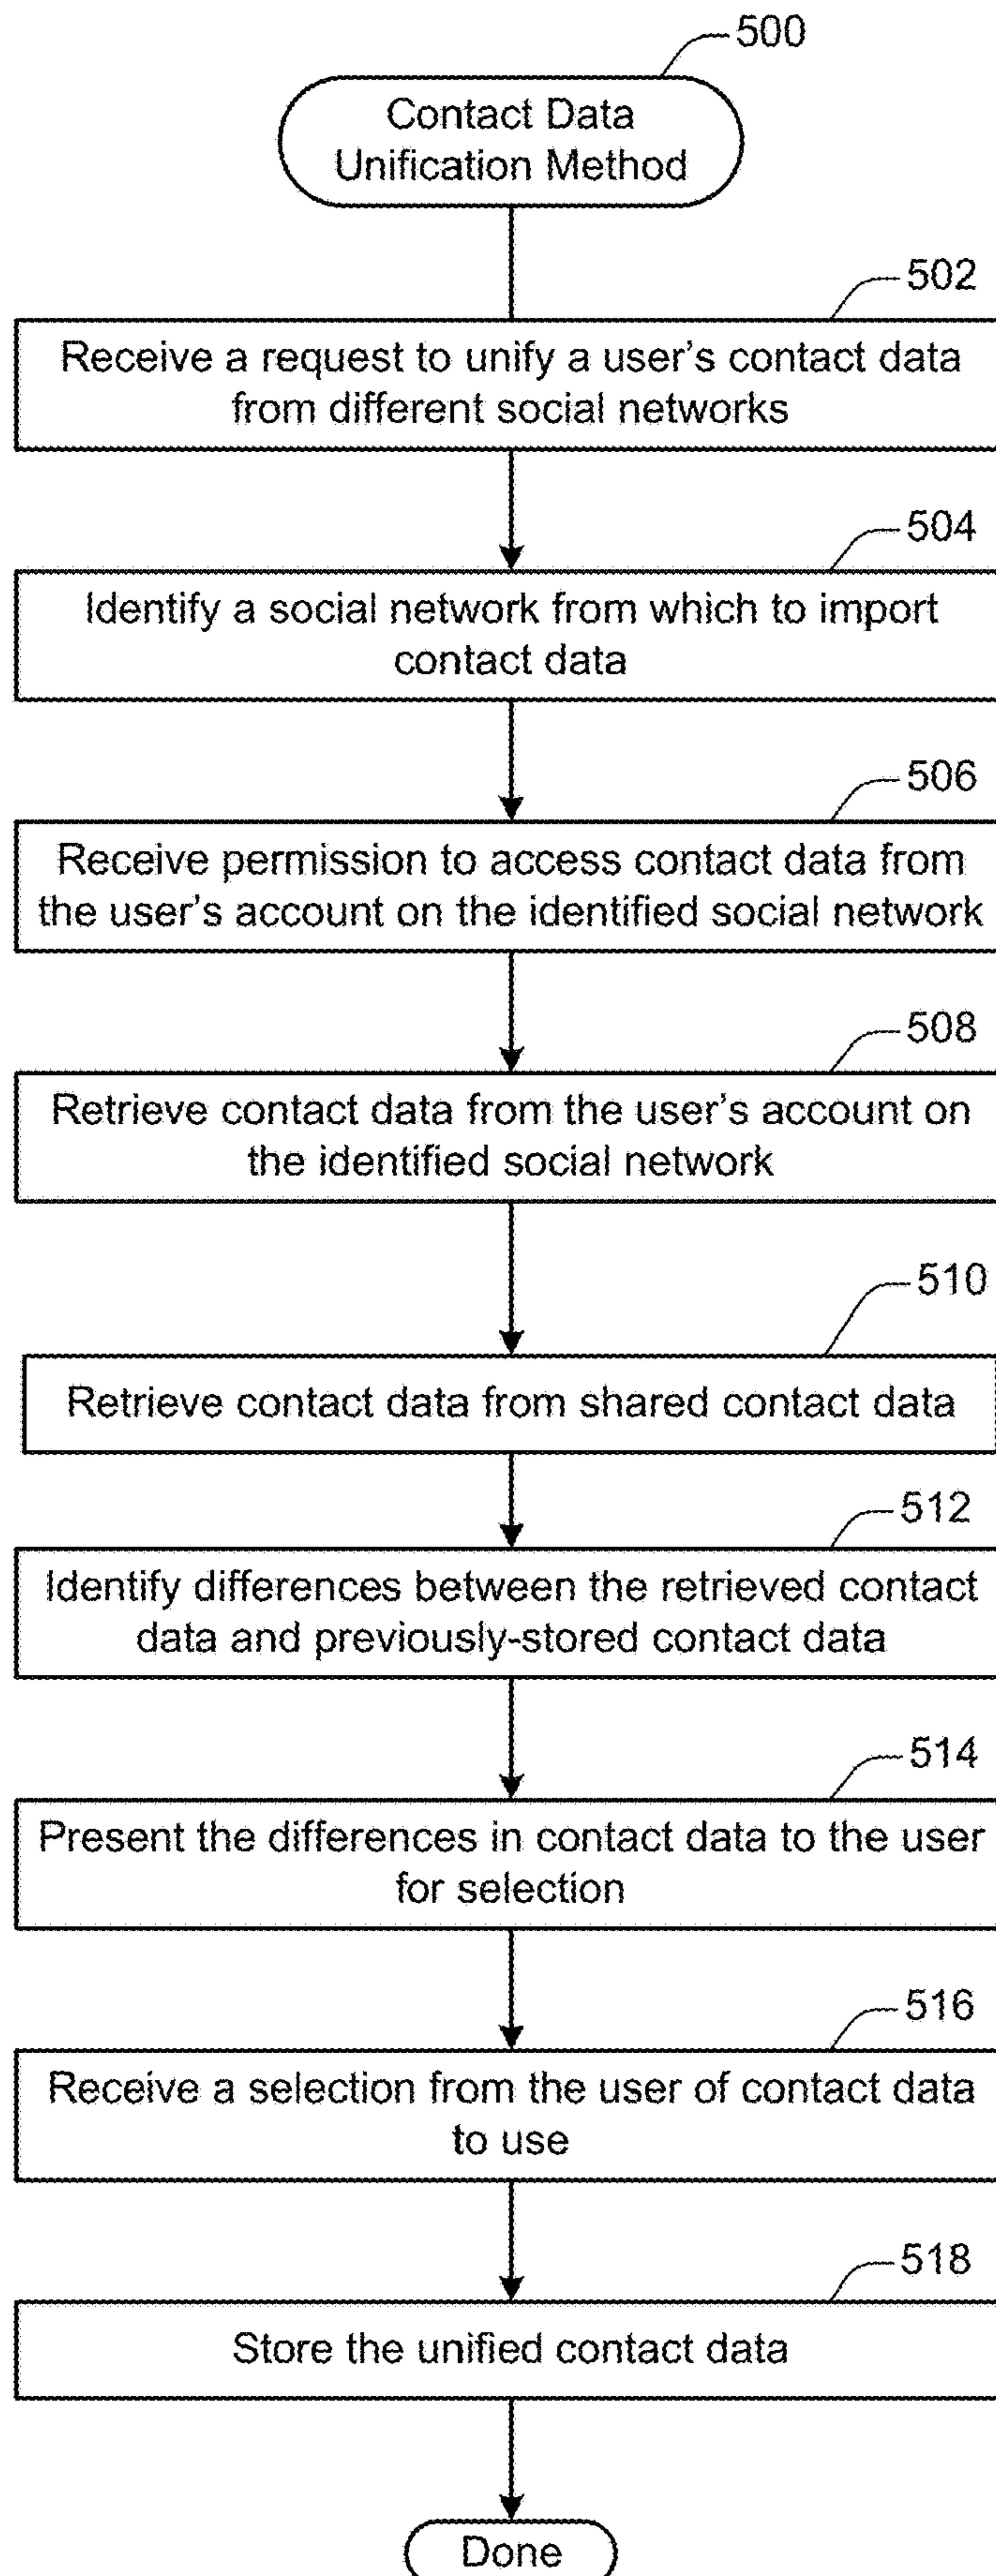 500
Contact Data
Unification Method
502
Receive a request to unify a user's contact data
from different social networks
504
Identify a social network from which to import
contact data
506
Receive permission to access contact data from
the user's account on the identified social network
508
Retrieve contact data from the user's account on
the identified social network
510
Retrieve contact data from shared contact data
512
Identify differences between the retrieved contact
data and previously-stored contact data
514
Present the differences in contact data to the user
for selection
516
Receive a selection from the user of contact data
to use
518
Store the unified contact data
Done